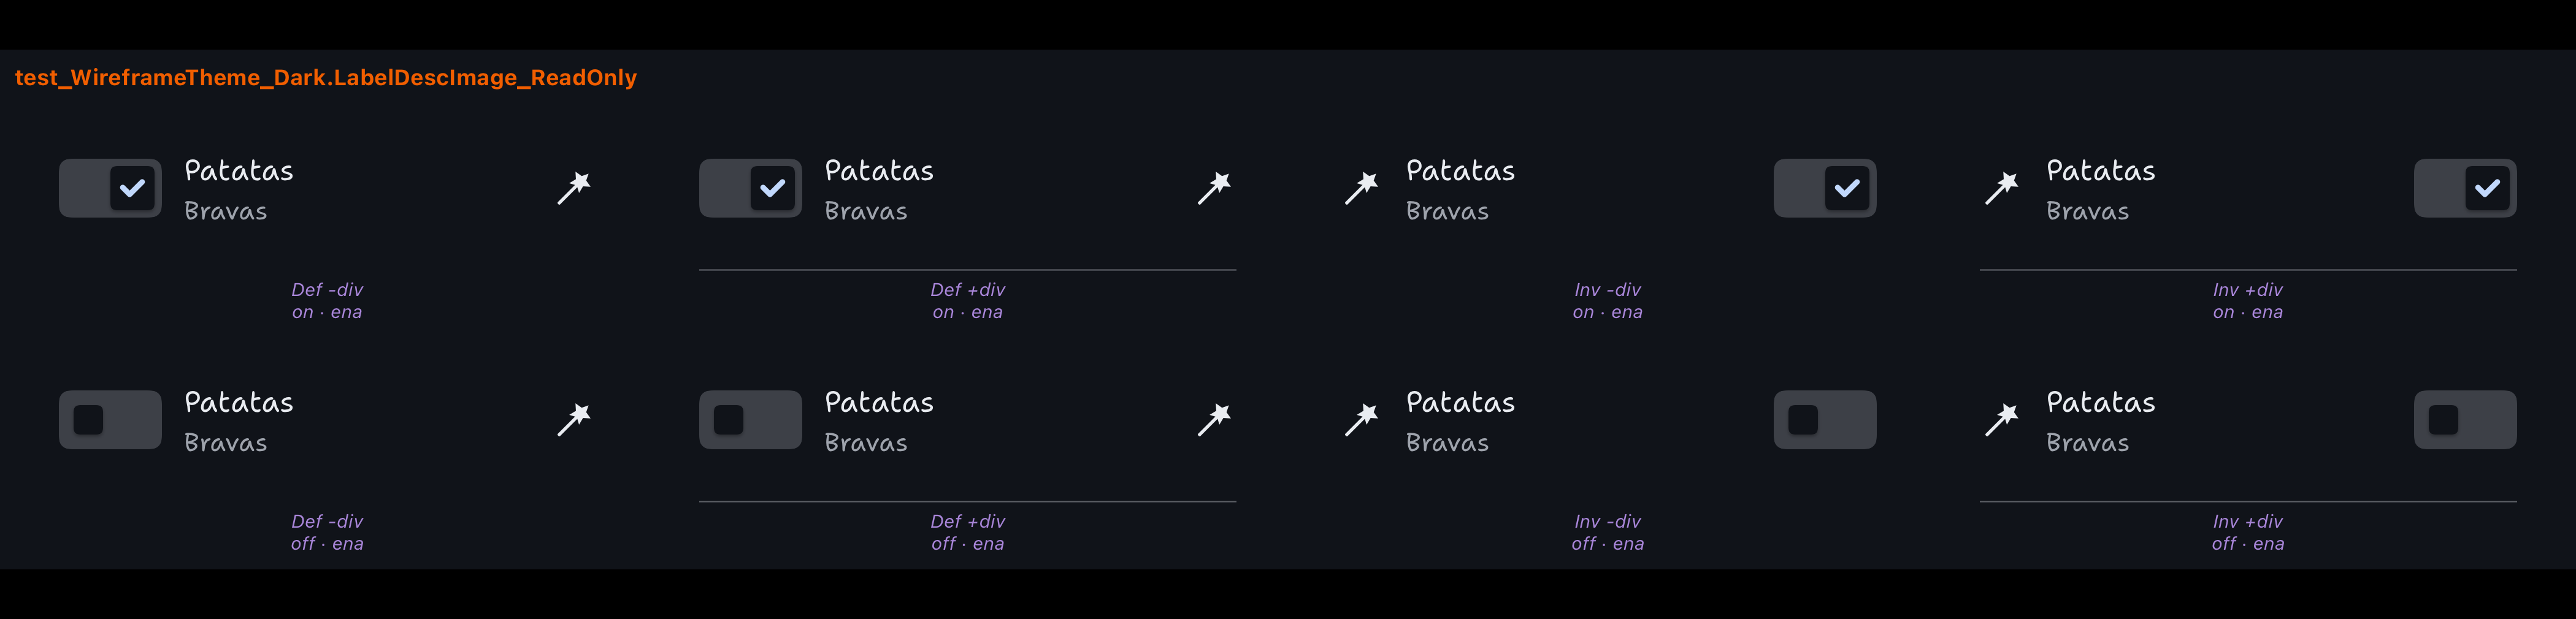 test_WireframeTheme_Dark.LabelDescImage_ReadOnly
Patatas
Bravas
Def -div
on · ena
Patatas
Bravas
Def +div
on · ena
Patatas
Bravas
Inv -div
on · ena
Patatas
Bravas
Inv +div
on · ena
Patatas
Bravas
Def -div
off · ena
Patatas
Bravas
Def +div
off · ena
Patatas
Bravas
Inv -div
off · ena
Patatas
Bravas
Inv +div
off · ena